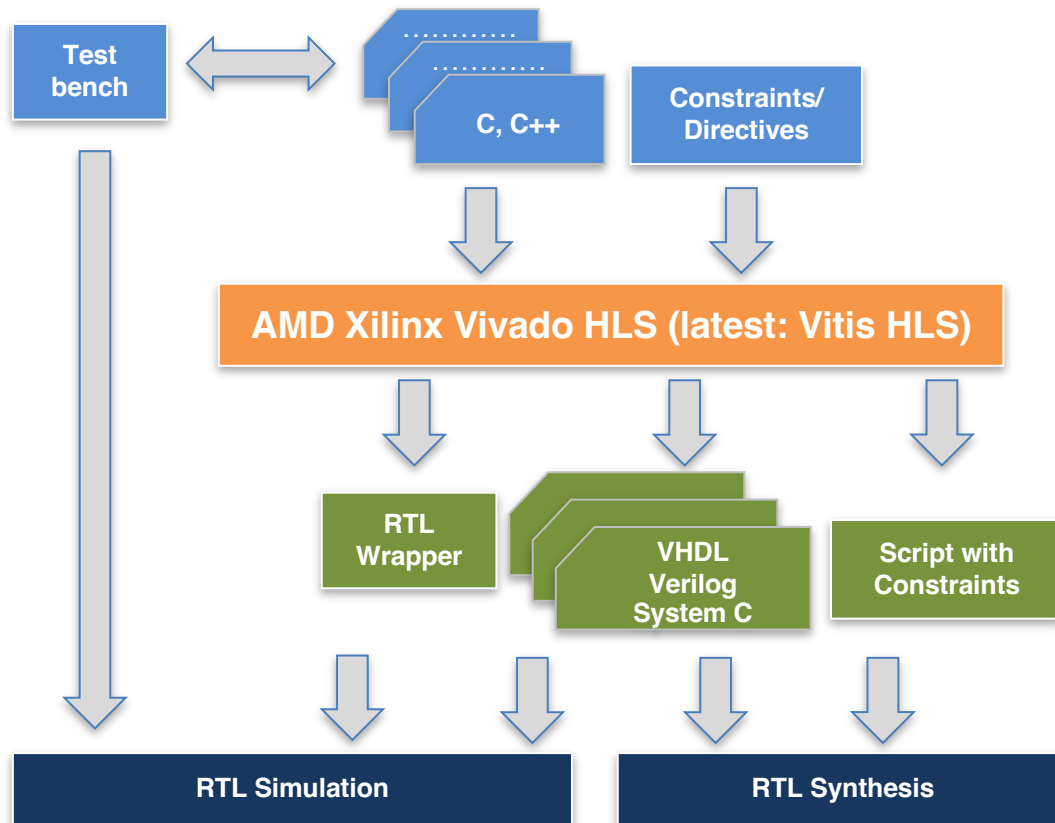 ............
Test
bench
............
C, C++
Constraints/
Directives
AMD Xilinx Vivado HLS (latest: Vitis HLS)
RTL
Wrapper
VHDL
Verilog
System C
Script with
Constraints
RTL Simulation
RTL Synthesis